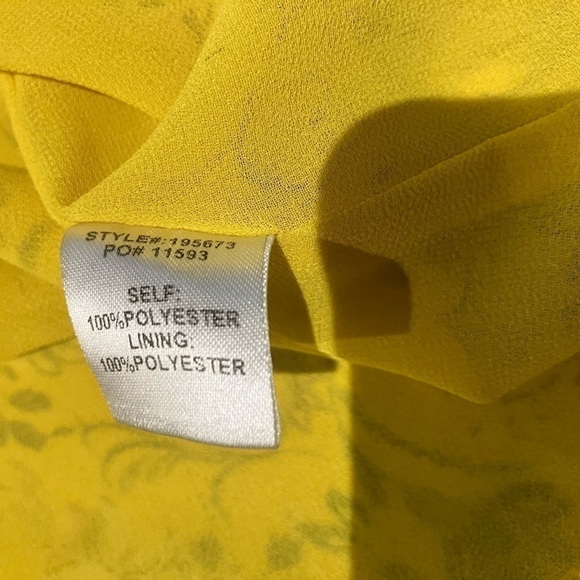 STYLE#:195673
PO# 11593
SELF:
100%POLYESTER
LINING:
100%POLYESTER